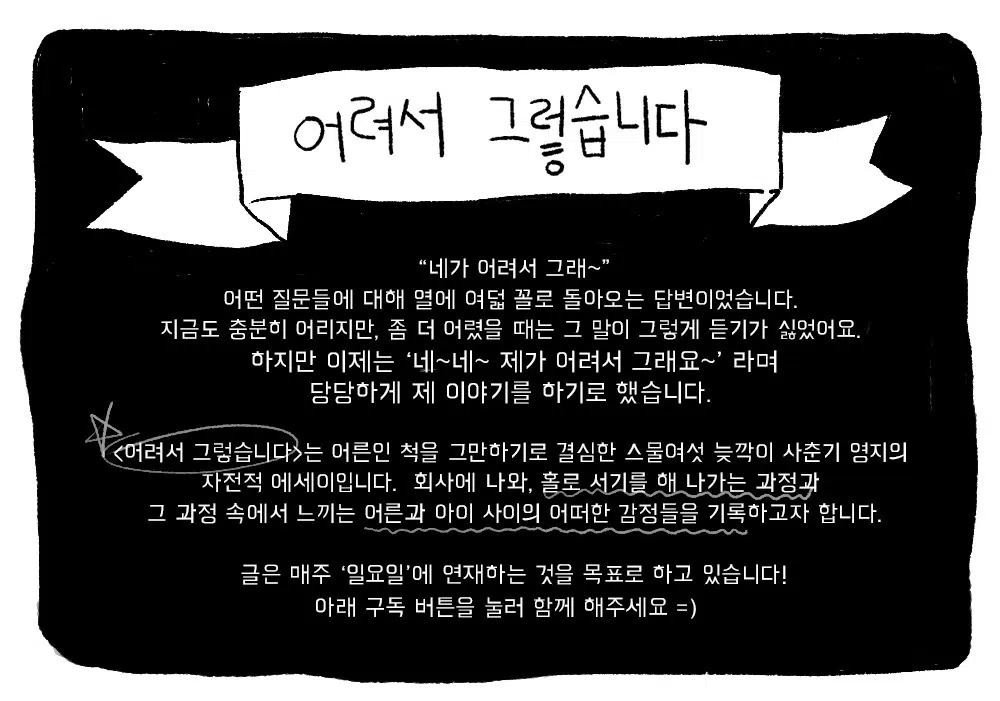 어려서 그렇습니다
“네가 어려서 그래~”
어떤 질문들에 대해 열에 여덟 꼴로 돌아오는 답변이었습니다.
지금도 충분히 어리지만, 좀 더 어렸을 때는 그 말이 그렇게 듣기가 싫었어요.
하지만 이제는 ‘네~네~ 제가 어려서 그래요~’ 라며
담담하게 제 이야기를 하기로 했습니다.
<어려서 그렇습니다>는 어른인 척을 그만하기로 결심한 스물여섯 늦깍이 사춘기 영지의
자전적 에세이입니다. 회사에 나와, 홀로 서기를 해 나가는 과정과
그 과정 속에서 느끼는 어른과 아이 사이의 어떠한 감정들을 기록하고자 합니다.
글은 매주 ‘일요일’에 연재하는 것을 목표로 하고 있습니다!
아래 구독 버튼을 눌러 함께 해주세요 =)